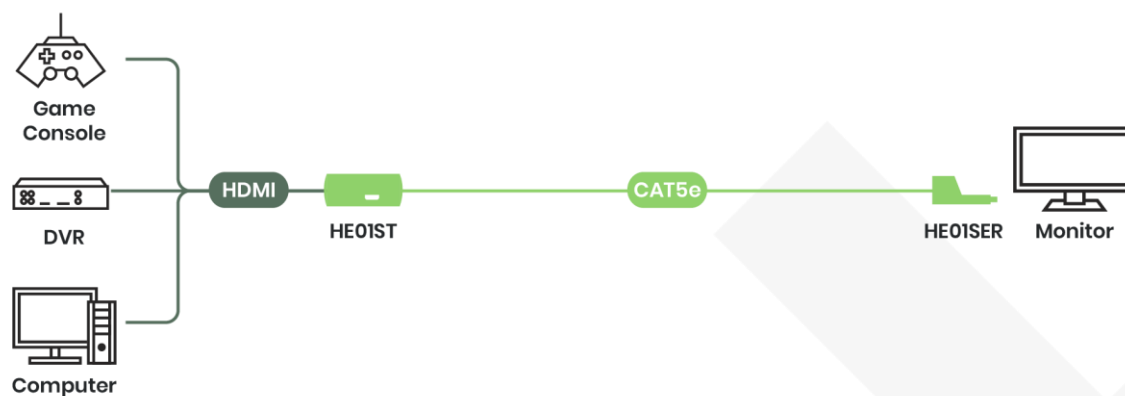 Game
Console
HDMI
CAT5e
DVR
HE01ST
HE01SER
Monitor
Computer